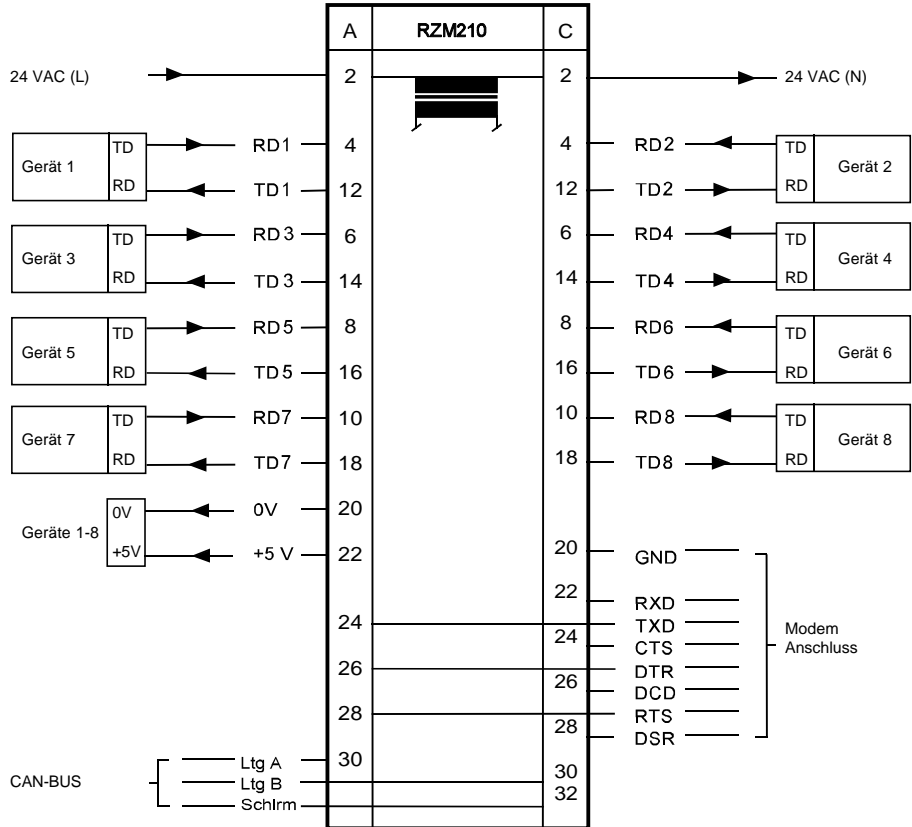 A RZM210 C
24 VAC (L) 2 2 24 VAC (N)
Gerät 1 TD RD1 4 4 RD2 TD Gerät 2
RD TD1 12 12 TD2 RD
Gerät 3 TD RD3 6 6 RD4 TD Gerät 4
RD TD3 14 14 TD4 RD
Gerät 5 TD RD5 8 8 RD6 TD Gerät 6
RD TD5 16 16 TD6 RD
Gerät 7 TD RD7 10 10 RD8 TD Gerät 8
RD TD7 18 18 TD8 RD
Geräte 1-8 0V 0V 20
+5V +5 V 22
20 GND
22 RXD
24 TXD
24 CTS
26 DTR
26 DCD
28 RTS
28 DSR
Modem
Anschluss
CAN-BUS
Ltg A 30
Ltg B 30
Schirm 32